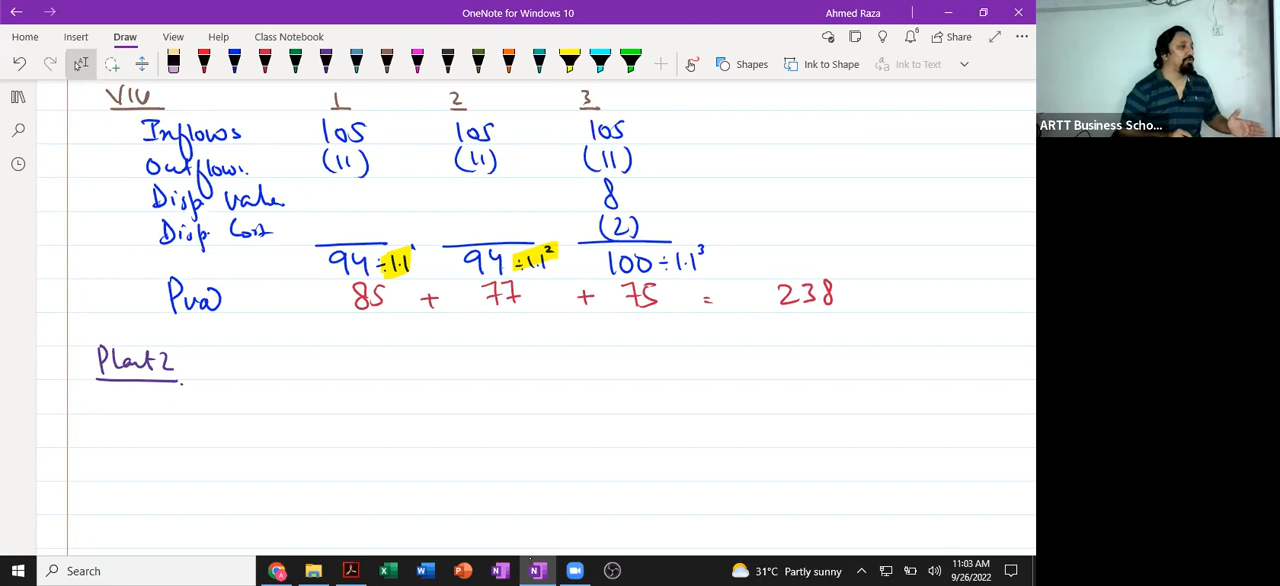 OneNote for Windows 10
Ahmed Raza
Home Insert Draw View Help Class Notebook
Share
Shapes Ink to Shape Ink to Text
VIU 1 2 3
Inflows 105 105 105
Outflows. (11) (11) (11)
Disp value 8
Disp. Cost (2)
94 ÷1.1¹ 94 ÷1.1² 100 ÷1.1³
85 + 77 + 75 = 238
Plant 2
ARTT Business Scho...
Search
31°C Partly sunny
11:03 AM
9/26/2022